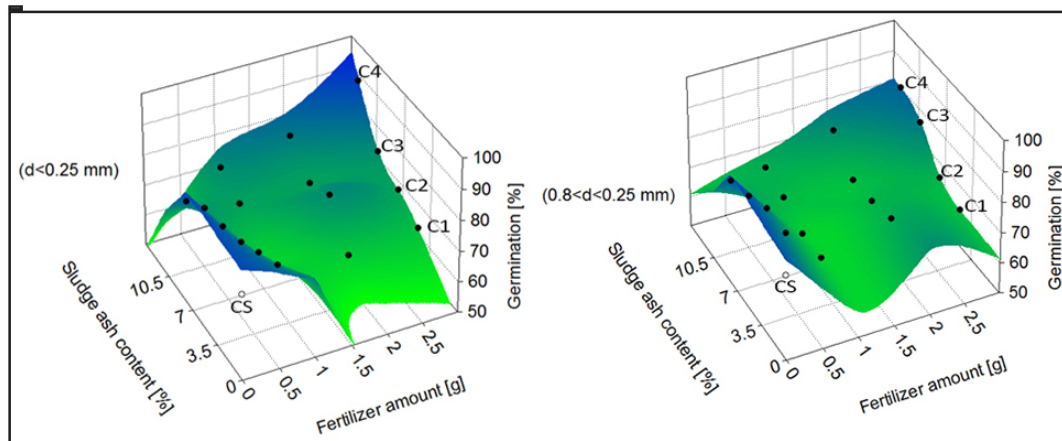 (d<0.25 mm)
C4
C3
C2
C1
CS
100
90
80
70
60
50
Germination [%]
10.5
7
3.5
0
Sludge ash content [%]
0
0.5
1
1.5
2
2.5
Fertilizer amount [g]
(0.8<d<0.25 mm)
C4
C3
C2
C1
CS
100
90
80
70
60
50
Germination [%]
10.5
7
3.5
0
Sludge ash content [%]
0
0.5
1
1.5
2
2.5
Fertilizer amount [g]